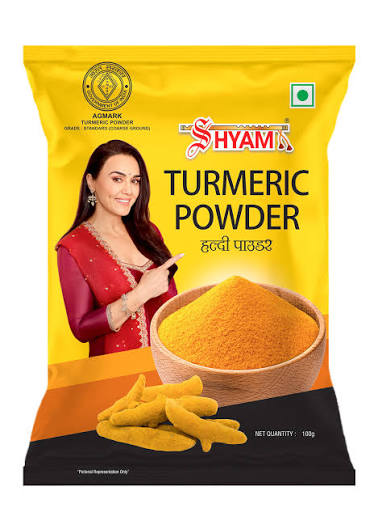 AGMARK
TURMERIC POWDER
GRADE : STANDARD (COARSE GROUND)
SHYAM®
TURMERIC
POWDER
हल्दी पाउडर
NET QUANTITY : 100g
"Pictorial Representation Only"